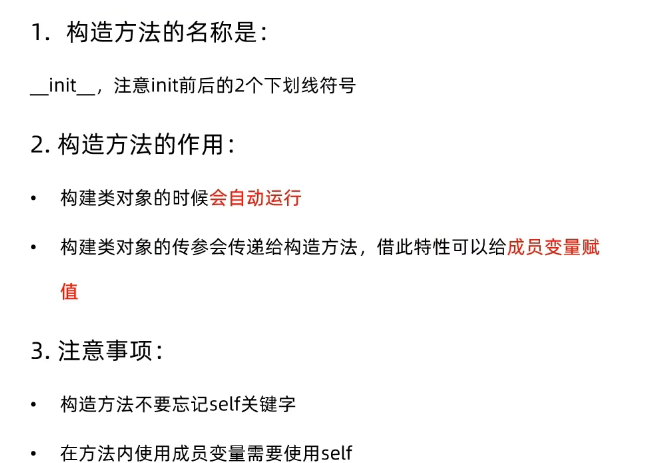 1. 构造方法的名称是：
__init__，注意init前后的2个下划线符号
2. 构造方法的作用：
• 构建类对象的时候会自动运行
• 构建类对象的传参会传递给构造方法，借此特性可以给成员变量赋
值
3. 注意事项：
• 构造方法不要忘记self关键字
• 在方法内使用成员变量需要使用self